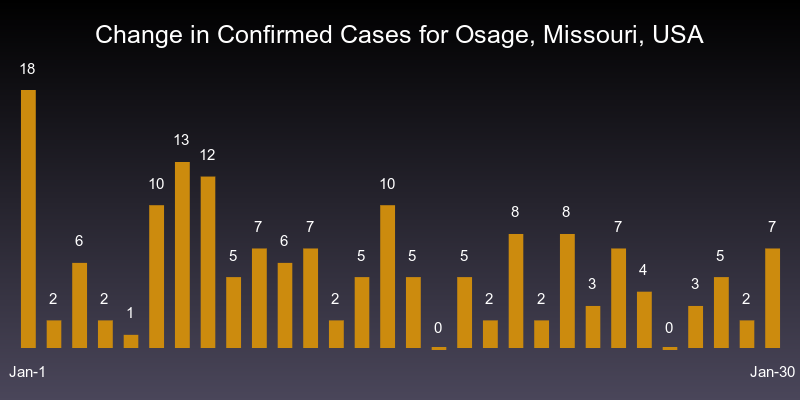 Change in Confirmed Cases for Osage, Missouri, USA
18 2 6 2 1 10 13 12 5 7 6 7 2 5 10 5 0 5 2 8 2 8 3 7 4 0 3 5 2 7
Jan-1 Jan-30